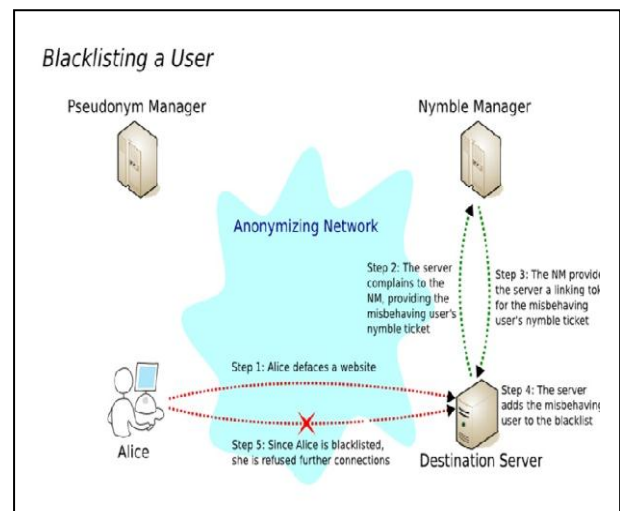 Blacklisting a User
Pseudonym Manager
Nymble Manager
Anonymizing Network
Step 2: The server
complains to the
NM, providing the
misbehaving user's
nymble ticket
Step 3: The NM provide
the server a linking tok
for the misbehaving
user's nymble ticket
Step 1: Alice defaces a website
Step 4: The server
adds the misbehaving
user to the blacklist
Step 5: Since Alice is blacklisted,
she is refused further connections
Alice
Destination Server